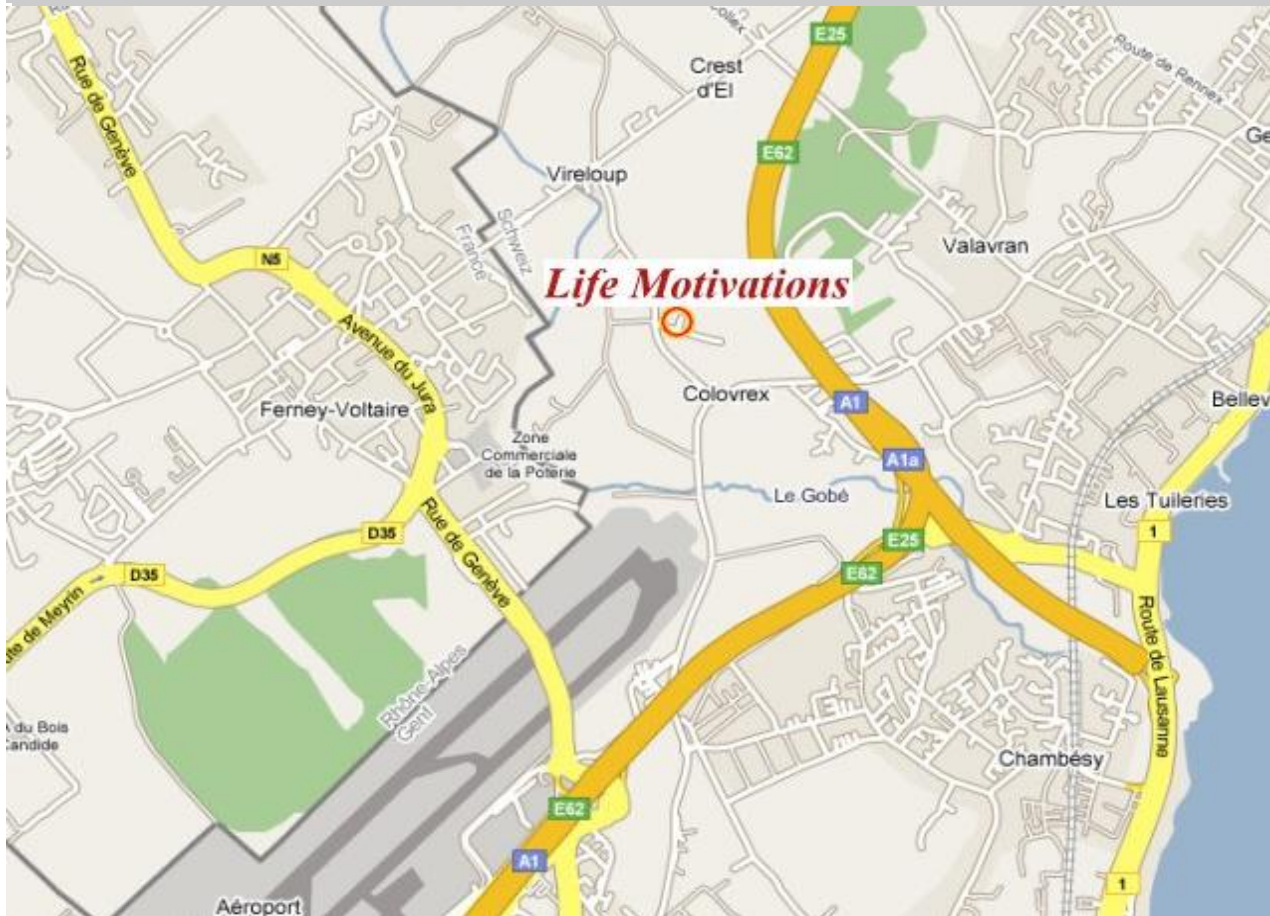 Collex
E25
Route de Rennex
Crest
d'El
Rue de Genève
E62
Ge
Vireloup
Schweiz
France
Valavran
N5
Life Motivations
Avenue du Jura
Colovrex
A1
Bellev
Ferney-Voltaire
Zone
Commerciale
de la Poterie
A1a
Le Gobé
Les Tuileries
Rue de Genève
D35
1
E25
E62
D35
ute de Meyrin
Route de Lausanne
Rhône-Alpes
Genf
du Bois
Candide
Chambésy
E62
A1
1
Aéroport